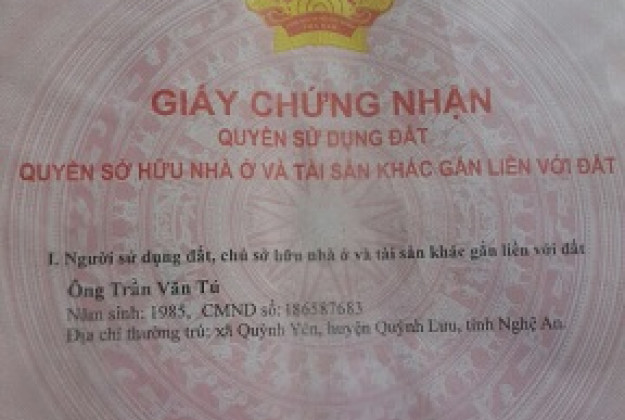 GIẤY CHỨNG NHẬN
QUYỀN SỬ DỤNG ĐẤT
QUYỀN SỞ HỮU NHÀ Ở VÀ TÀI SẢN KHÁC GẮN LIỀN VỚI ĐẤT
I. Người sử dụng đất, chủ sở hữu nhà ở và tài sản khác gắn liền với đất
Ông Trần Văn Tú
Năm sinh: 1985, CMND số: 186587683
Địa chỉ thường trú: xã Quỳnh Yên, huyện Quỳnh Lưu, tỉnh Nghệ An.